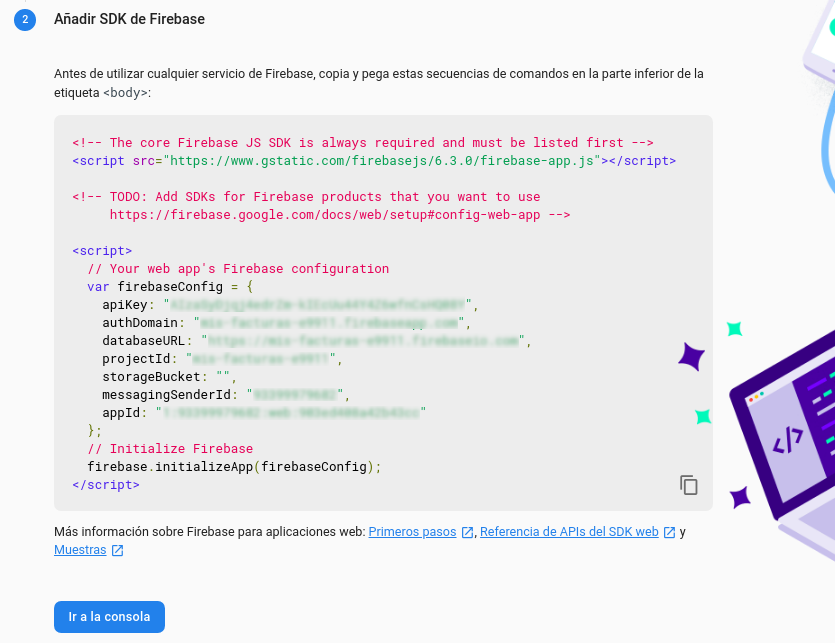 2
Añadir SDK de Firebase
Antes de utilizar cualquier servicio de Firebase, copia y pega estas secuencias de comandos en la parte inferior de la
etiqueta <body>:
<!-- The core Firebase JS SDK is always required and must be listed first -->
<script src="https://www.gstatic.com/firebasejs/6.3.0/firebase-app.js"></script>
<!-- TODO: Add SDKs for Firebase products that you want to use
https://firebase.google.com/docs/web/setup#config-web-app -->
<script>
// Your web app's Firebase configuration
var firebaseConfig = {
apiKey: "",
authDomain: "",
databaseURL: "",
projectId: "",
storageBucket: "",
messagingSenderId: "",
appId: ""
};
// Initialize Firebase
firebase.initializeApp(firebaseConfig);
</script>
Más información sobre Firebase para aplicaciones web: Primeros pasos , Referencia de APIs del SDK web y
Muestras
Ir a la consola
</>